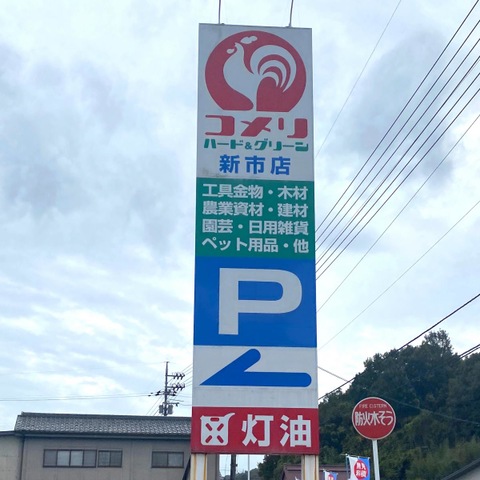 コメリ
ハード&グリーン
新市店
工具金物・木材
農業資材・建材
園芸・日用雑貨
ペット用品・他
P
灯油
FIRE CISTERN
防火水そう